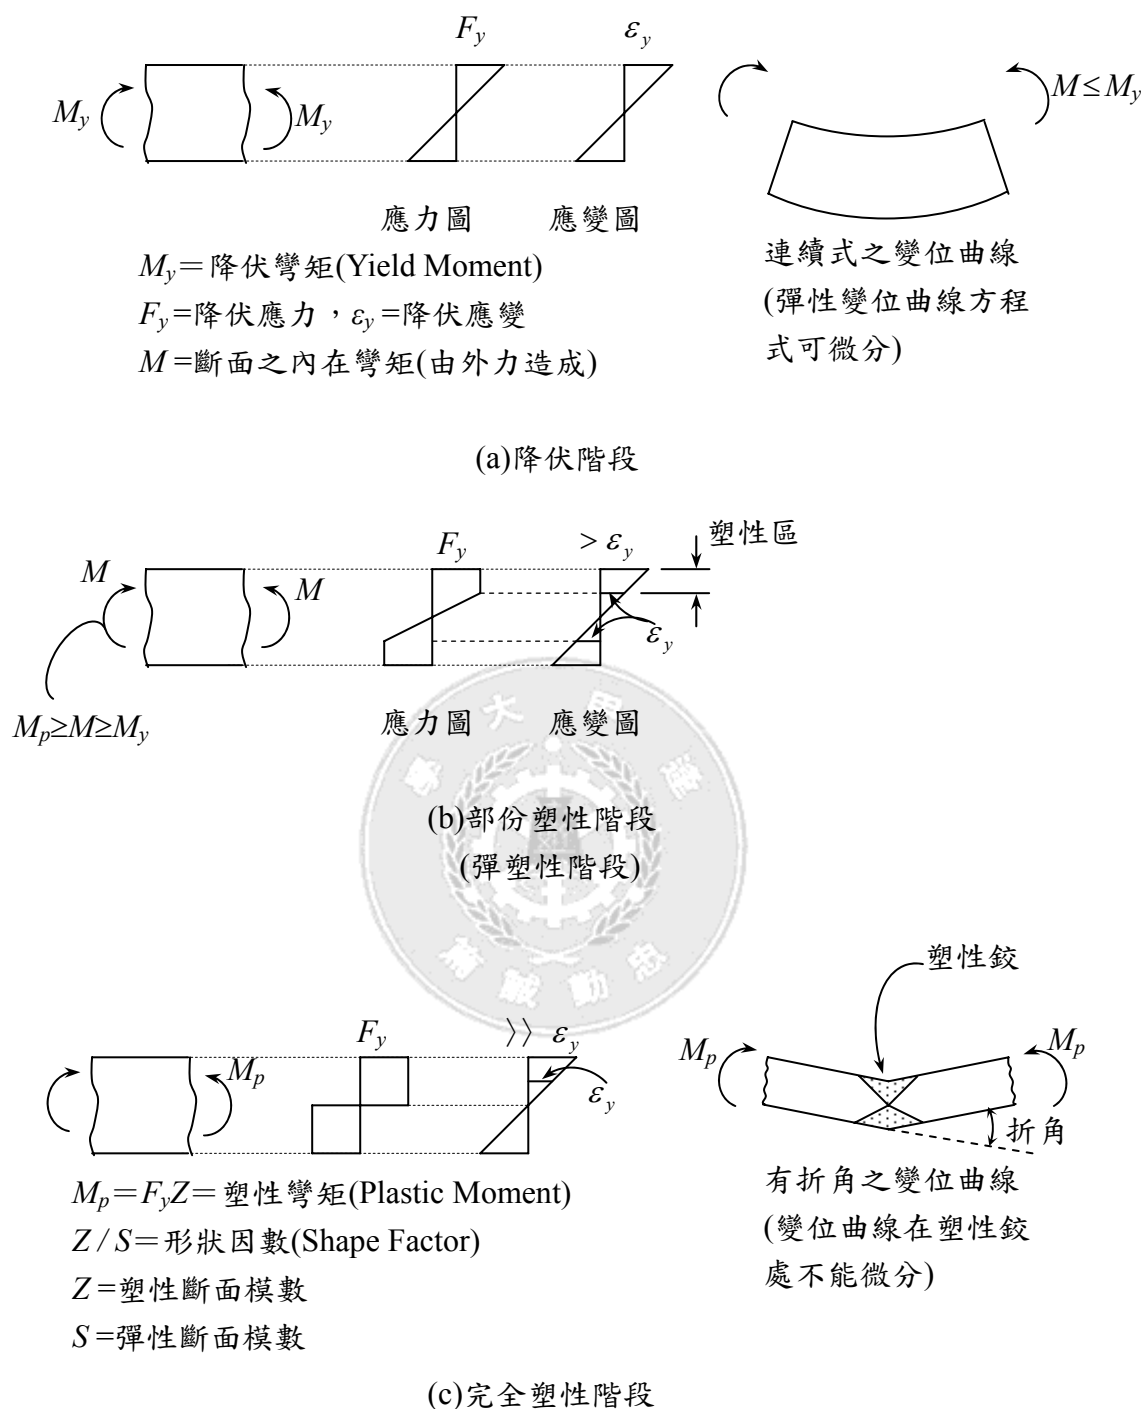 F_y
ε_y
M_y
M_y
M≤M_y
應力圖
應變圖
M_y＝降伏彎矩(Yield Moment)
F_y=降伏應力，ε_y=降伏應變
M=斷面之內在彎矩(由外力造成)
連續式之變位曲線
(彈性變位曲線方程
式可微分)
(a)降伏階段
M
M
F_y
> ε_y
塑性區
ε_y
M_p≥M≥M_y
應力圖
應變圖
大
甲
逢
學
(b)部份塑性階段
(彈塑性階段)
忠
勤
誠
塑性鉸
F_y
〉〉 ε_y
M_p
ε_y
M_p
M_p
折角
M_p＝F_yZ＝塑性彎矩(Plastic Moment)
Z/S＝形狀因數(Shape Factor)
Z=塑性斷面模數
S=彈性斷面模數
有折角之變位曲線
(變位曲線在塑性鉸
處不能微分)
(c)完全塑性階段